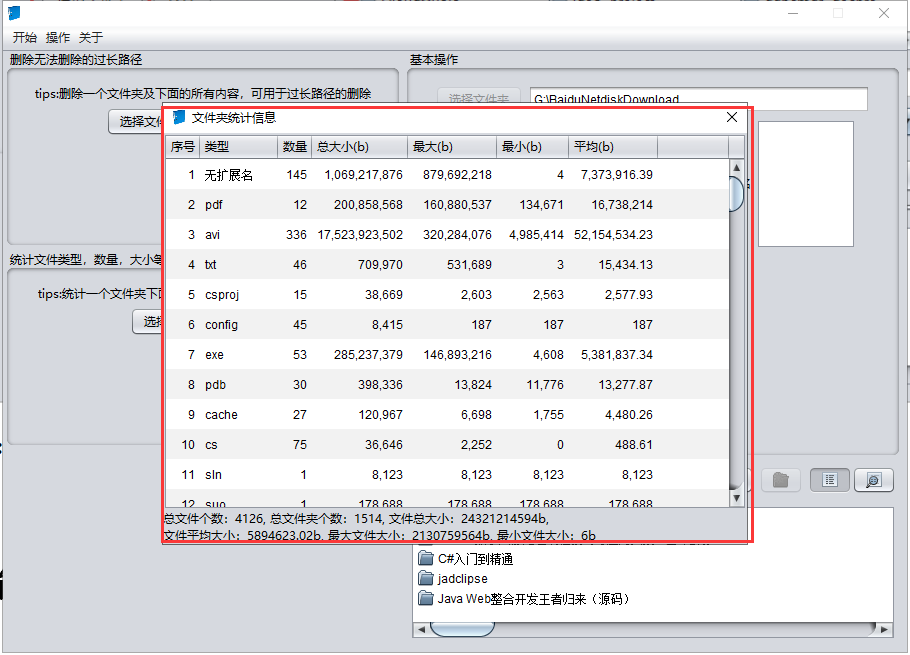 开始 操作 关于
删除无法删除的过长路径
tips:删除一个文件夹及下面的所有内容，可用于过长路径的删除
基本操作
选择文件夹 G:\BaiduNetdiskDownload
统计文件类型，数量，大小等
文件夹统计信息
序号 类型 数量 总大小(b) 最大(b) 最小(b) 平均(b)
1 无扩展名 145 1,069,217,876 879,692,218 4 7,373,916.39
2 pdf 12 200,858,568 160,880,537 134,671 16,738,214
3 avi 336 17,523,923,502 320,284,076 4,985,414 52,154,534.23
4 txt 46 709,970 531,689 3 15,434.13
5 csproj 15 38,669 2,603 2,563 2,577.93
6 config 45 8,415 187 187 187
7 exe 53 285,237,379 146,893,216 4,608 5,381,837.34
8 pdb 30 398,336 13,824 11,776 13,277.87
9 cache 27 120,967 6,698 1,755 4,480.26
10 cs 75 36,646 2,252 0 488.61
11 sln 1 8,123 8,123 8,123 8,123
12 suo 1 178,688 178,688 178,688 178,688
总文件个数：4126, 总文件夹个数：1514, 文件总大小：24321214594b,
文件平均大小：5894623.02b, 最大文件大小：2130759564b, 最小文件大小：6b
tips:统计一个文件夹下
C#入门到精通
jadclipse
Java Web整合开发王者归来（源码）